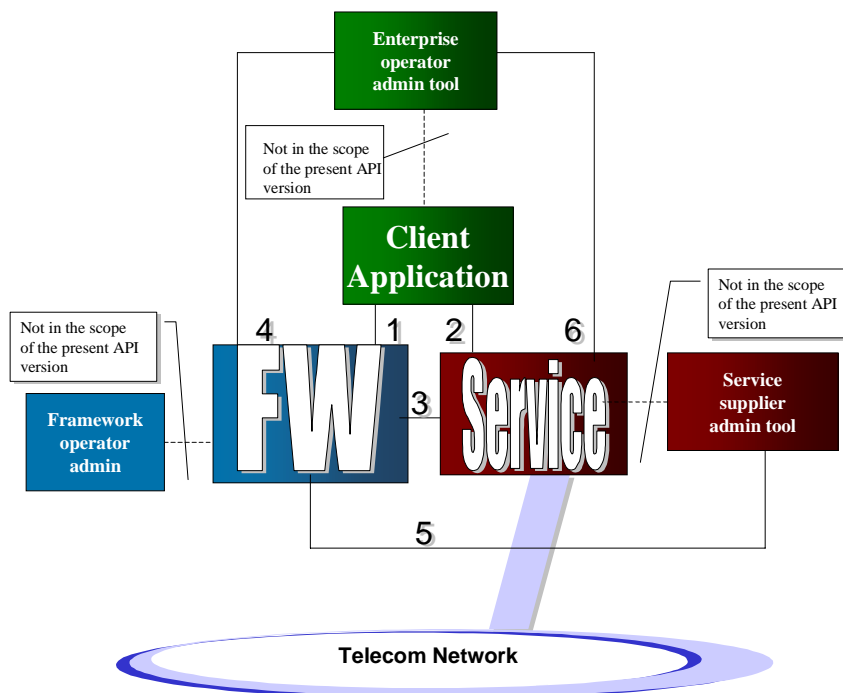 Enterprise
operator
admin tool
Not in the scope
of the present API
version
Client
Application
Not in the scope
of the present API
version
Not in the scope
of the present API
version
4
1
2
6
FW
Service
3
Framework
operator
admin
Service
supplier
admin tool
5
Telecom Network